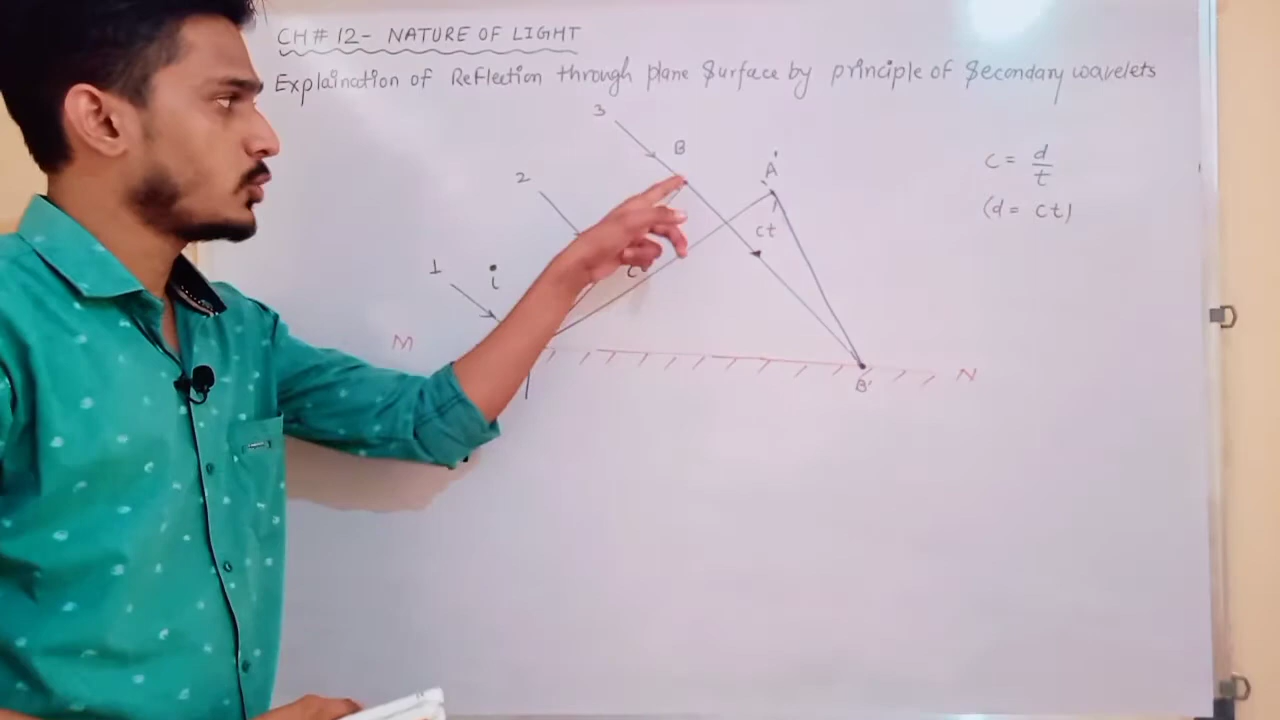 CH # 12 - NATURE OF LIGHT
Explaination of Reflection through plane Surface by principle of Secondary wavelets
3
B
A'
2
ct
1
i
M
B'
N
c = d/t
(d = ct)